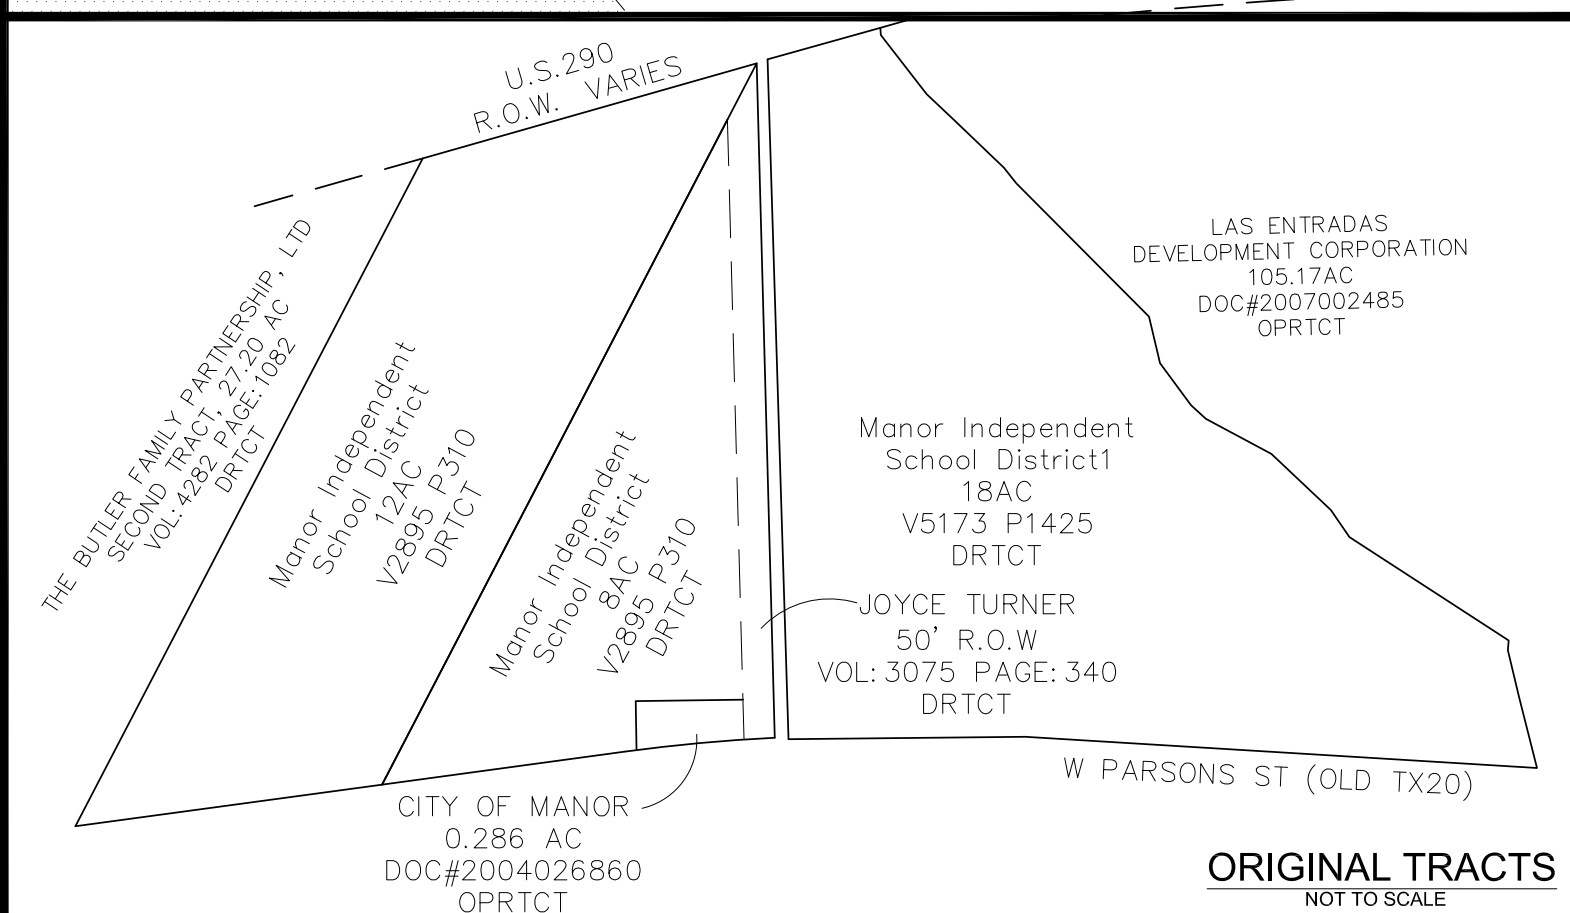 U.S.290
R.O.W. VARIES
THE BUTLER FAMILY PARTNERSHIP, LTD
SECOND TRACT, 27.20 AC
VOL:4282 PAGE:1082
DRTCT
Manor Independent
School District
12AC
V2895 P310
DRTCT
Manor Independent
School District
8AC
V2895 P310
DRTCT
LAS ENTRADAS
DEVELOPMENT CORPORATION
105.17AC
DOC#2007002485
OPRTCT
Manor Independent
School District1
18AC
V5173 P1425
DRTCT
JOYCE TURNER
50' R.O.W
VOL:3075 PAGE:340
DRTCT
W PARSONS ST (OLD TX20)
CITY OF MANOR
0.286 AC
DOC#2004026860
OPRTCT
ORIGINAL TRACTS
NOT TO SCALE